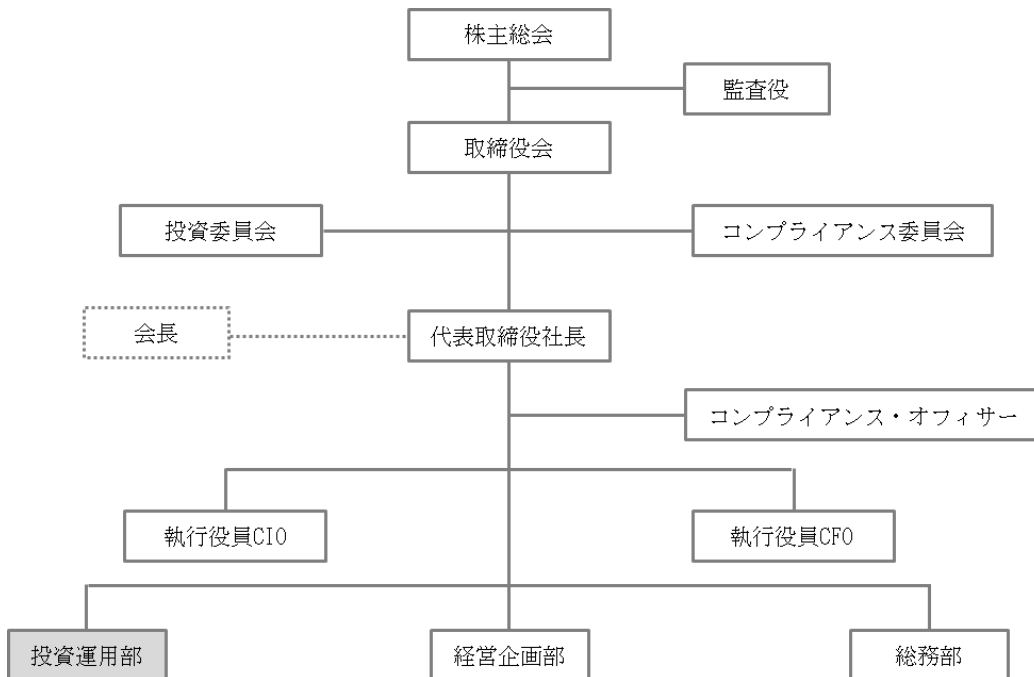 株主総会
監査役
取締役会
投資委員会
コンプライアンス委員会
会長
代表取締役社長
コンプライアンス・オフィサー
執行役員CIO
執行役員CFO
投資運用部
経営企画部
総務部